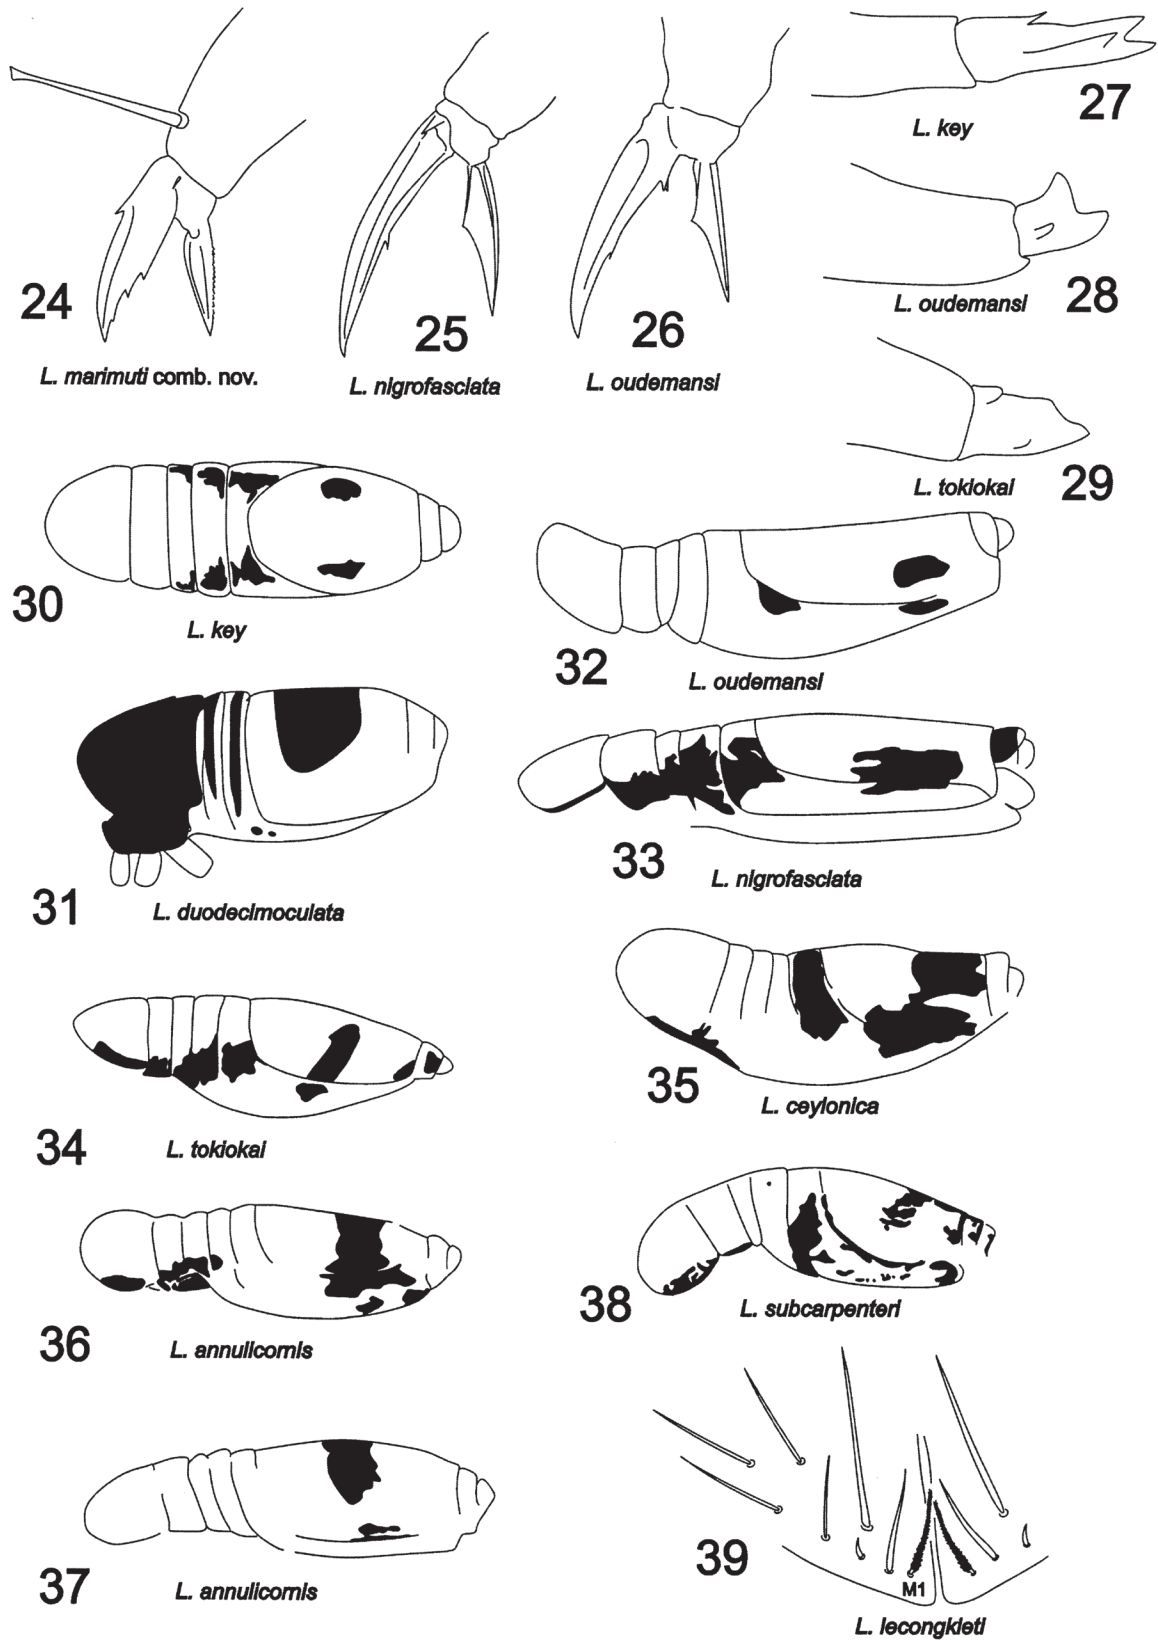 24
L. marimuti comb. nov.
25
L. nigrofasciata
26
L. oudemansi
27
L. key
28
L. oudemansi
29
L. tokiokai
30
L. key
31
L. duodecimoculata
32
L. oudemansi
33
L. nigrofasciata
34
L. tokiokai
35
L. ceylonica
36
L. annulicornis
37
L. annulicornis
38
L. subcarpenteri
39
M1
L. lecongkieti